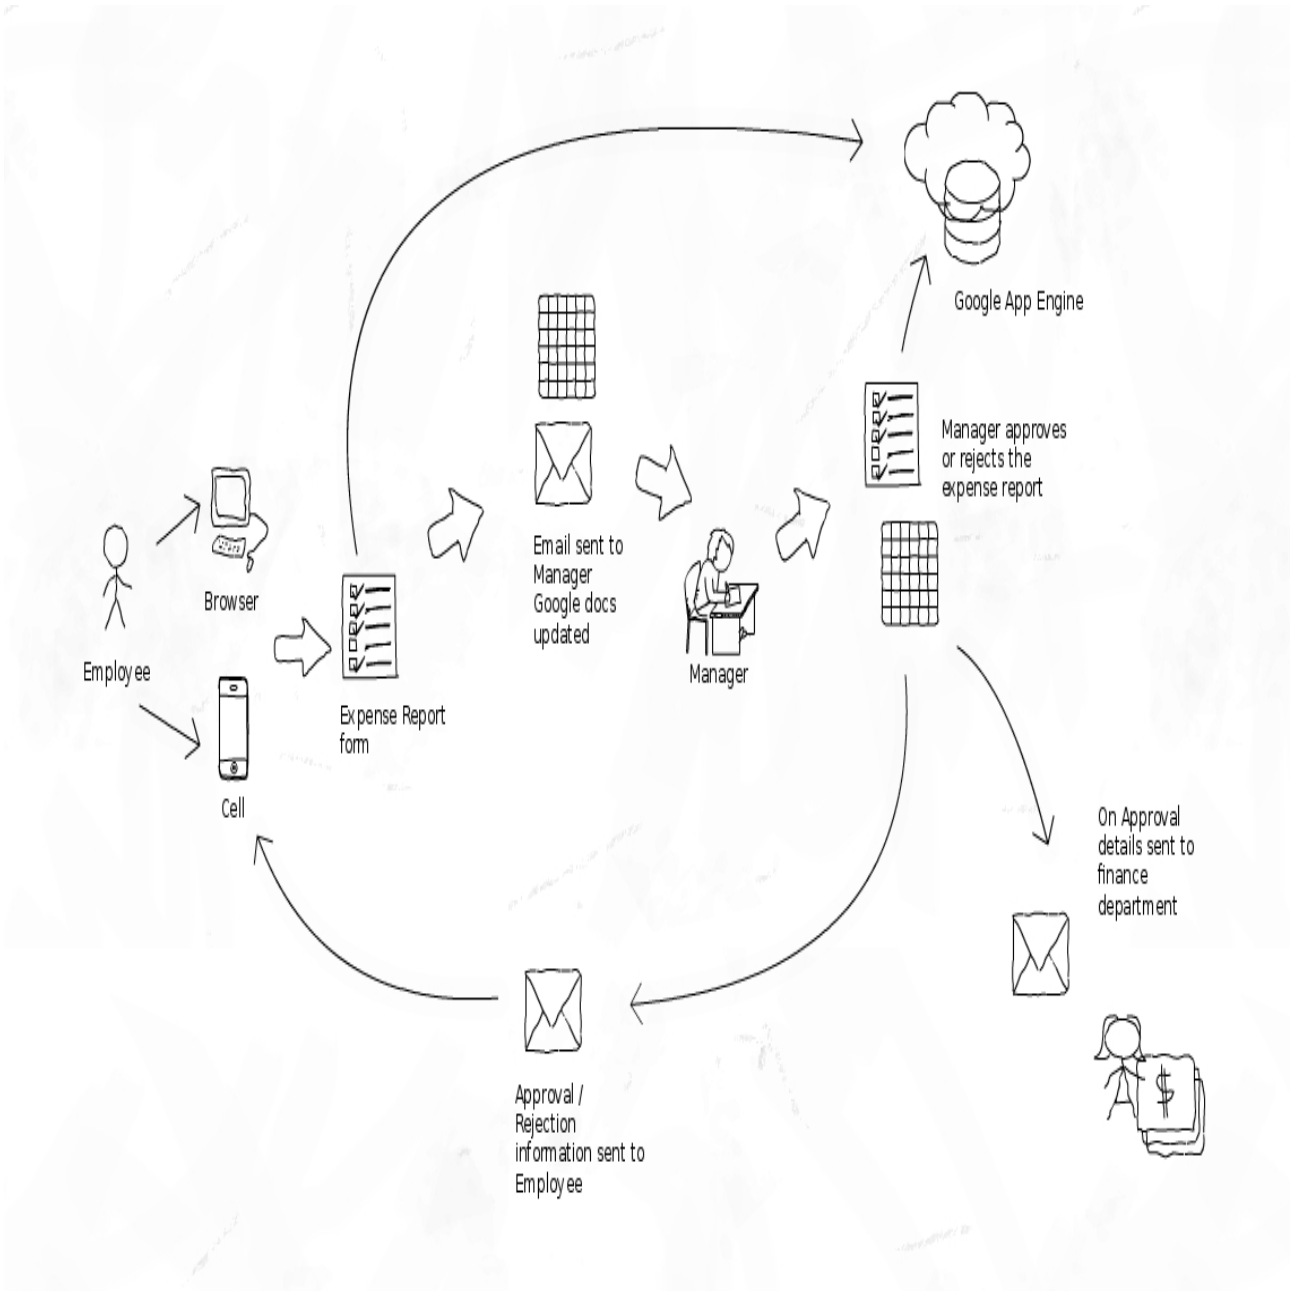 Google App Engine
Manager approves
or rejects the
expense report
Email sent to
Manager
Google docs
updated
Browser
Employee
Manager
Expense Report
form
Cell
On Approval
details sent to
finance
department
Approval /
Rejection
information sent to
Employee
$